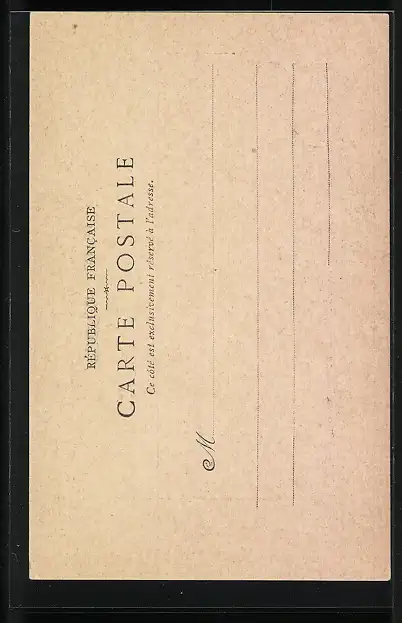 RÉPUBLIQUE FRANÇAISE
CARTE POSTALE
Ce côté est exclusivement réservé à l'adresse.
M